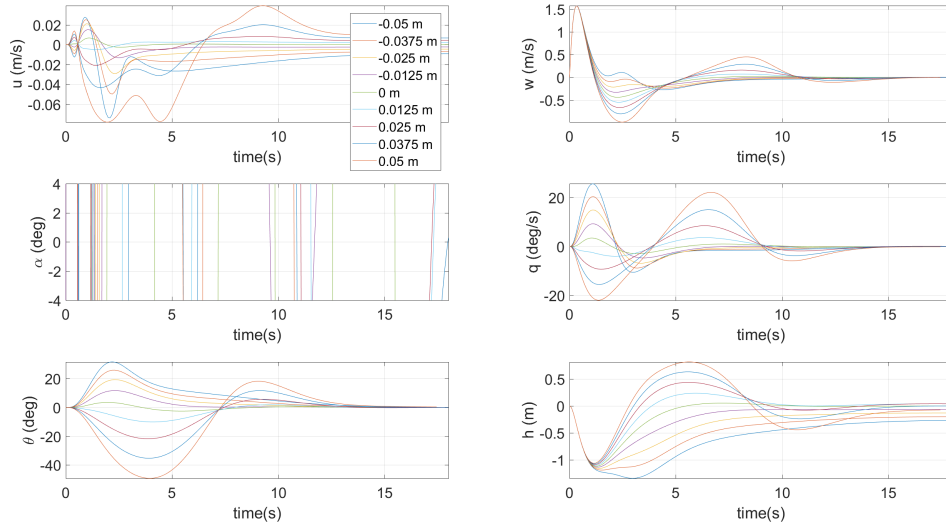 0.02
0
-0.02
-0.04
-0.06
u (m/s)
0 5 10
time(s)
-0.05 m
-0.0375 m
-0.025 m
-0.0125 m
0 m
0.0125 m
0.025 m
0.0375 m
0.05 m
1.5
1
0.5
0
-0.5
w (m/s)
0 5 10 15
time(s)
4
2
0
-2
-4
α (deg)
0 5 10 15
time(s)
20
0
-20
q (deg/s)
0 5 10 15
time(s)
20
0
-20
-40
θ (deg)
0 5 10 15
time(s)
0.5
0
-0.5
-1
h (m)
0 5 10 15
time(s)